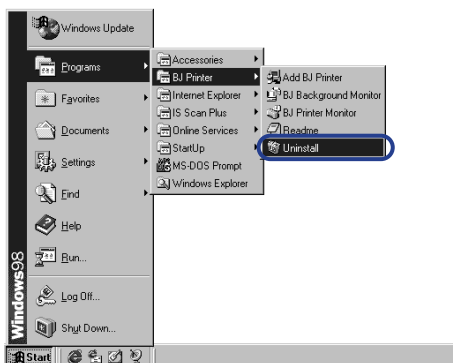 Windows Update
Programs
Favorites
Documents
Settings
Find
Help
Run...
Log Off...
Shut Down...
Windows98
Start
Accessories
BJ Printer
Internet Explorer
IS Scan Plus
Online Services
StartUp
MS-DOS Prompt
Windows Explorer
Add BJ Printer
BJ Background Monitor
BJ Printer Monitor
Readme
Uninstall